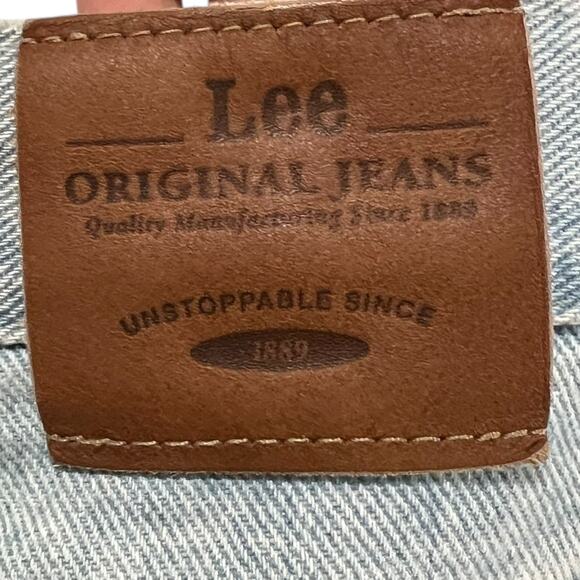 Lee
ORIGINAL JEANS
Quality Manufacturing Since 1889
UNSTOPPABLE SINCE
1889